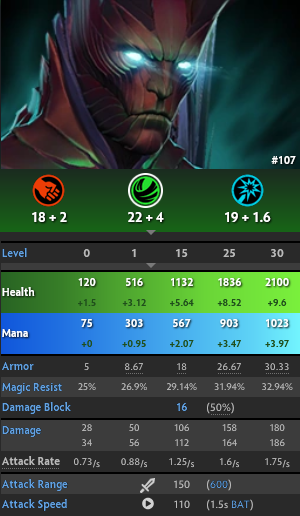 #107
18 + 2 22 + 4 19 + 1.6
Level 0 1 15 25 30
Health 120 516 1132 1836 2100
+1.5 +3.12 +5.64 +8.52 +9.6
Mana 75 303 567 903 1023
+0 +0.95 +2.07 +3.47 +3.97
Armor 5 8.67 18 26.67 30.33
Magic Resist 25% 26.9% 29.14% 31.94% 32.94%
Damage Block 16 (50%)
Damage 28 50 106 158 180
34 56 112 164 186
Attack Rate 0.73/s 0.88/s 1.25/s 1.6/s 1.75/s
Attack Range 150 (600)
Attack Speed 110 (1.5s BAT)